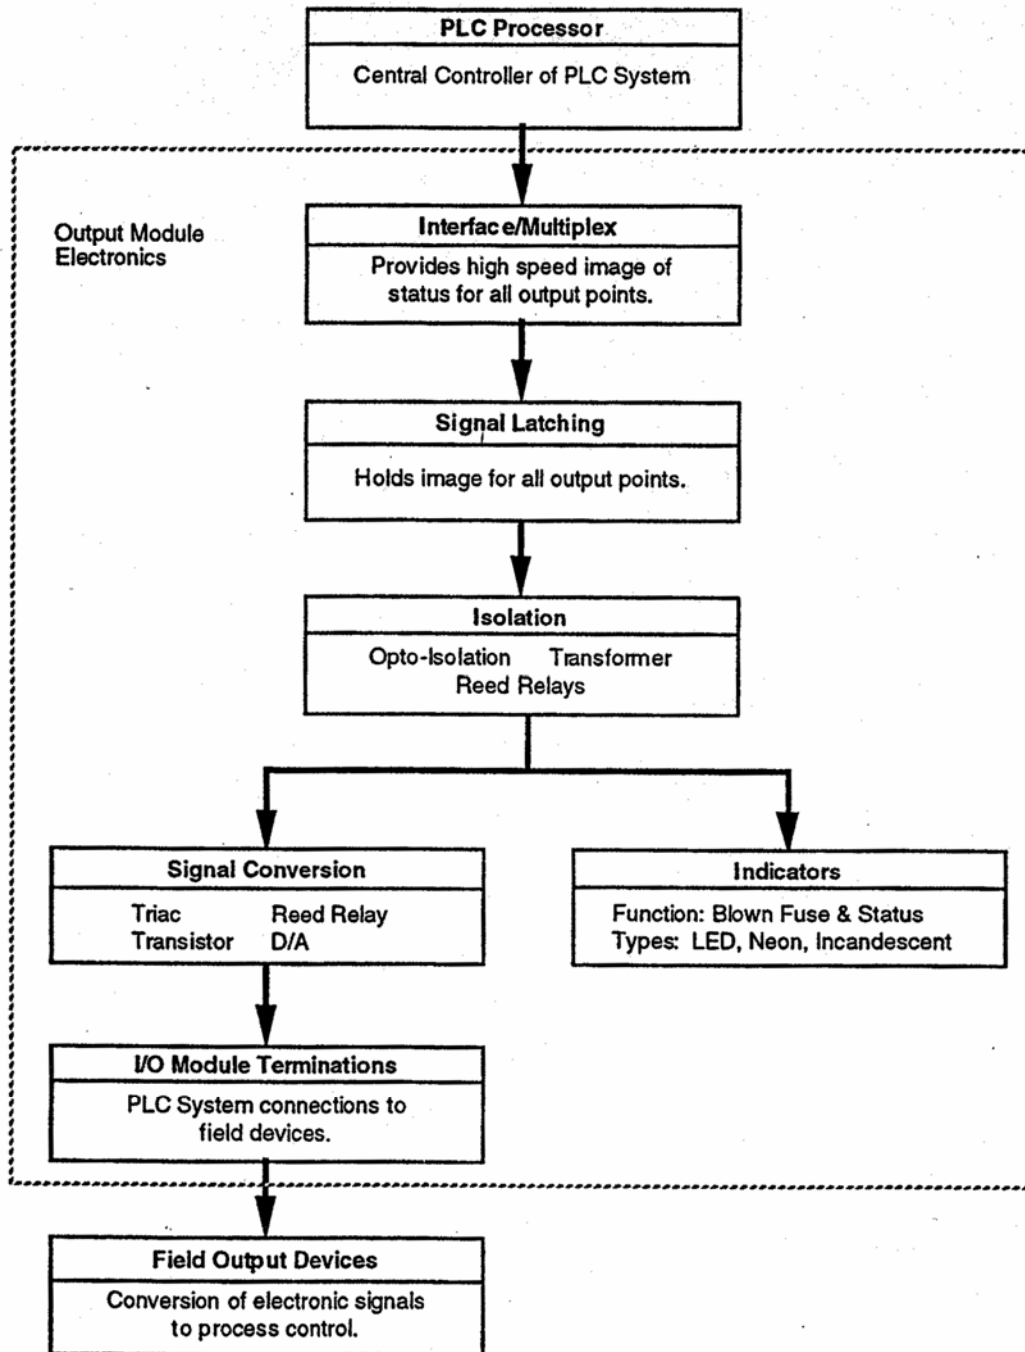 PLC Processor
Central Controller of PLC System
Output Module
Electronics
Interface/Multiplex
Provides high speed image of
status for all output points.
Signal Latching
Holds image for all output points.
Isolation
Opto-Isolation Transformer
Reed Relays
Signal Conversion
Triac Reed Relay
Transistor D/A
Indicators
Function: Blown Fuse & Status
Types: LED, Neon, Incandescent
I/O Module Terminations
PLC System connections to
field devices.
Field Output Devices
Conversion of electronic signals
to process control.